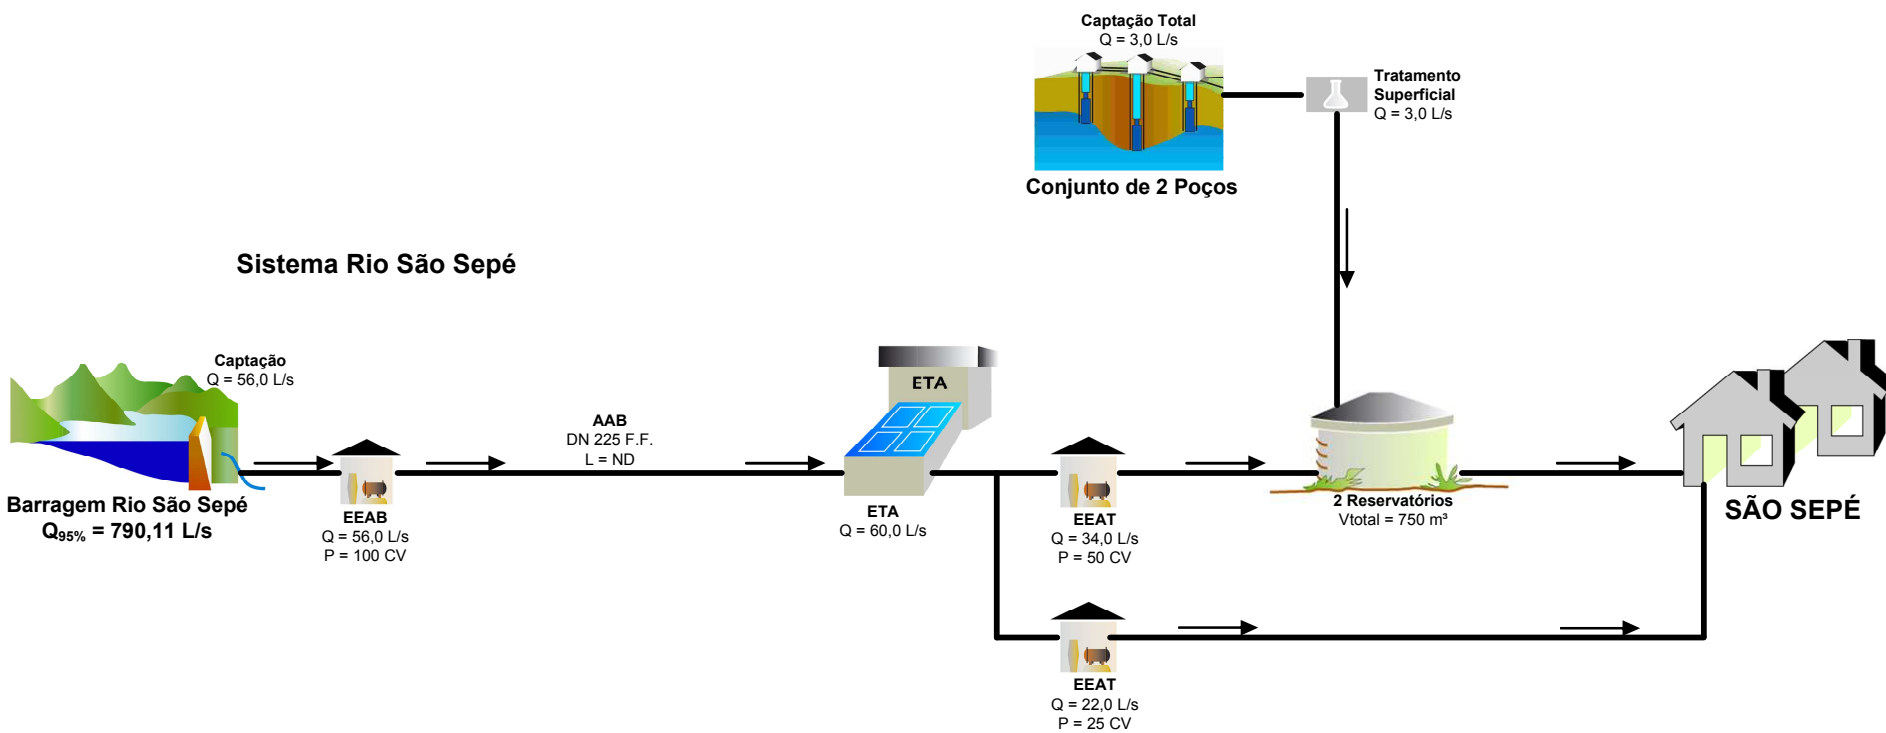 Captação Total
Q = 3,0 L/s
Tratamento
Superficial
Q = 3,0 L/s
Conjunto de 2 Poços
Sistema Rio São Sepé
Captação
Q = 56,0 L/s
Barragem Rio São Sepé
Q95% = 790,11 L/s
EEAB
Q = 56,0 L/s
P = 100 CV
AAB
DN 225 F.F.
L = ND
ETA
ETA
Q = 60,0 L/s
EEAT
Q = 34,0 L/s
P = 50 CV
2 Reservatórios
Vtotal = 750 m³
SÃO SEPÉ
EEAT
Q = 22,0 L/s
P = 25 CV